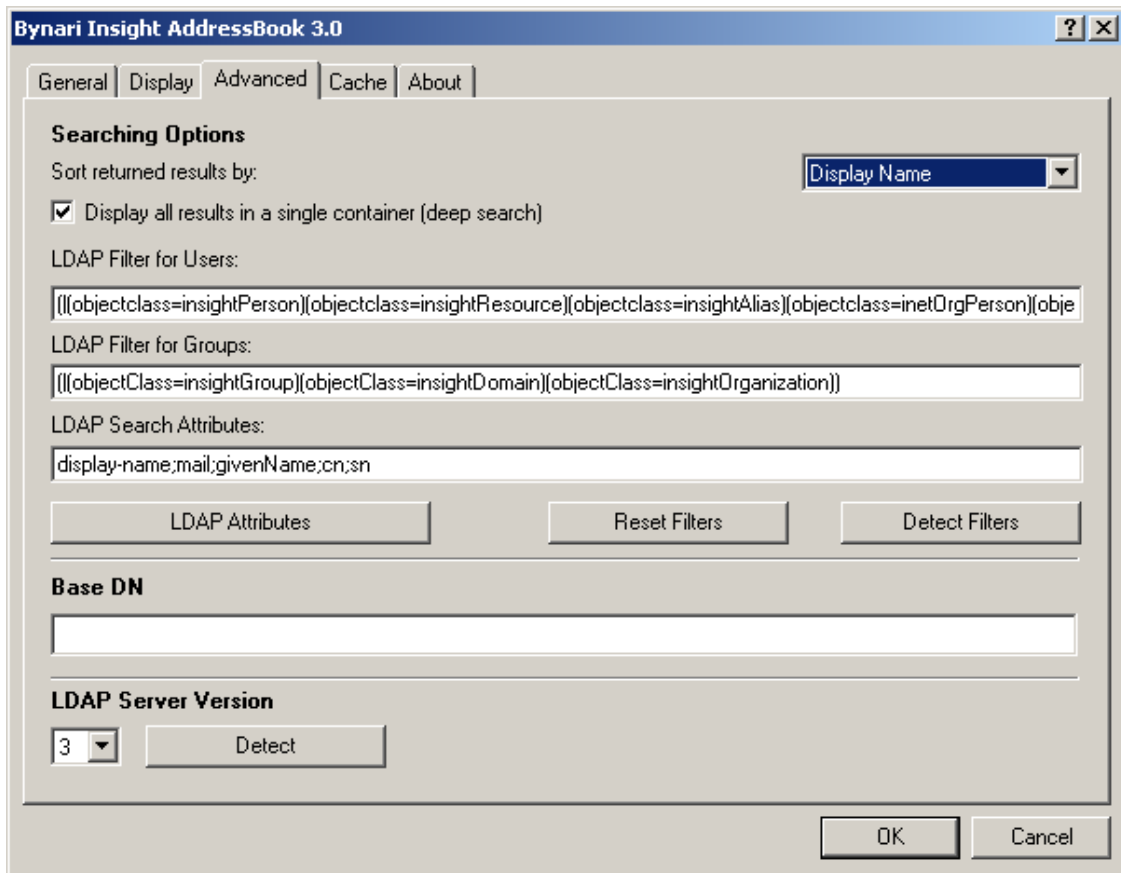 Bynari Insight AddressBook 3.0
General Display Advanced Cache About
Searching Options
Sort returned results by: Display Name
Display all results in a single container (deep search)
LDAP Filter for Users:
(|(objectclass=insightPerson)(objectclass=insightResource)(objectclass=insightAlias)(objectclass=inetOrgPerson)(obje
LDAP Filter for Groups:
(|(objectClass=insightGroup)(objectClass=insightDomain)(objectClass=insightOrganization))
LDAP Search Attributes:
display-name;mail;givenName;cn;sn
LDAP Attributes Reset Filters Detect Filters
Base DN
LDAP Server Version
3 Detect
OK Cancel